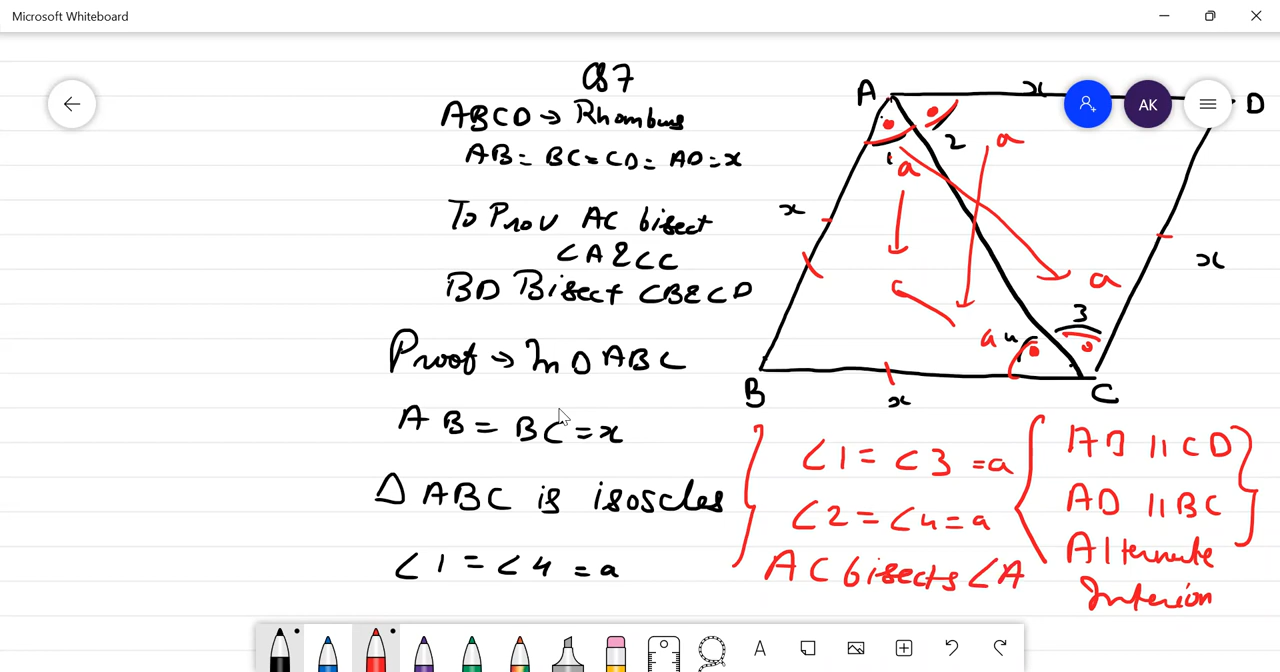 Microsoft Whiteboard
Q7
ABCD → Rhombus
AB = BC = CD = AD = x
To Prov AC bisect
∠A & ∠C
BD Bisect ∠B & ∠D
Proof → In Δ ABC
AB = BC = x
Δ ABC is isoscles
∠1 = ∠4 = a
A
x
AK
D
1
2
a
a
x
x
a
3
a
4
B
x
C
∠1 = ∠3 = a
∠2 = ∠4 = a
AC bisects ∠A
AB || CD
AD || BC
Alternate
Interion
A